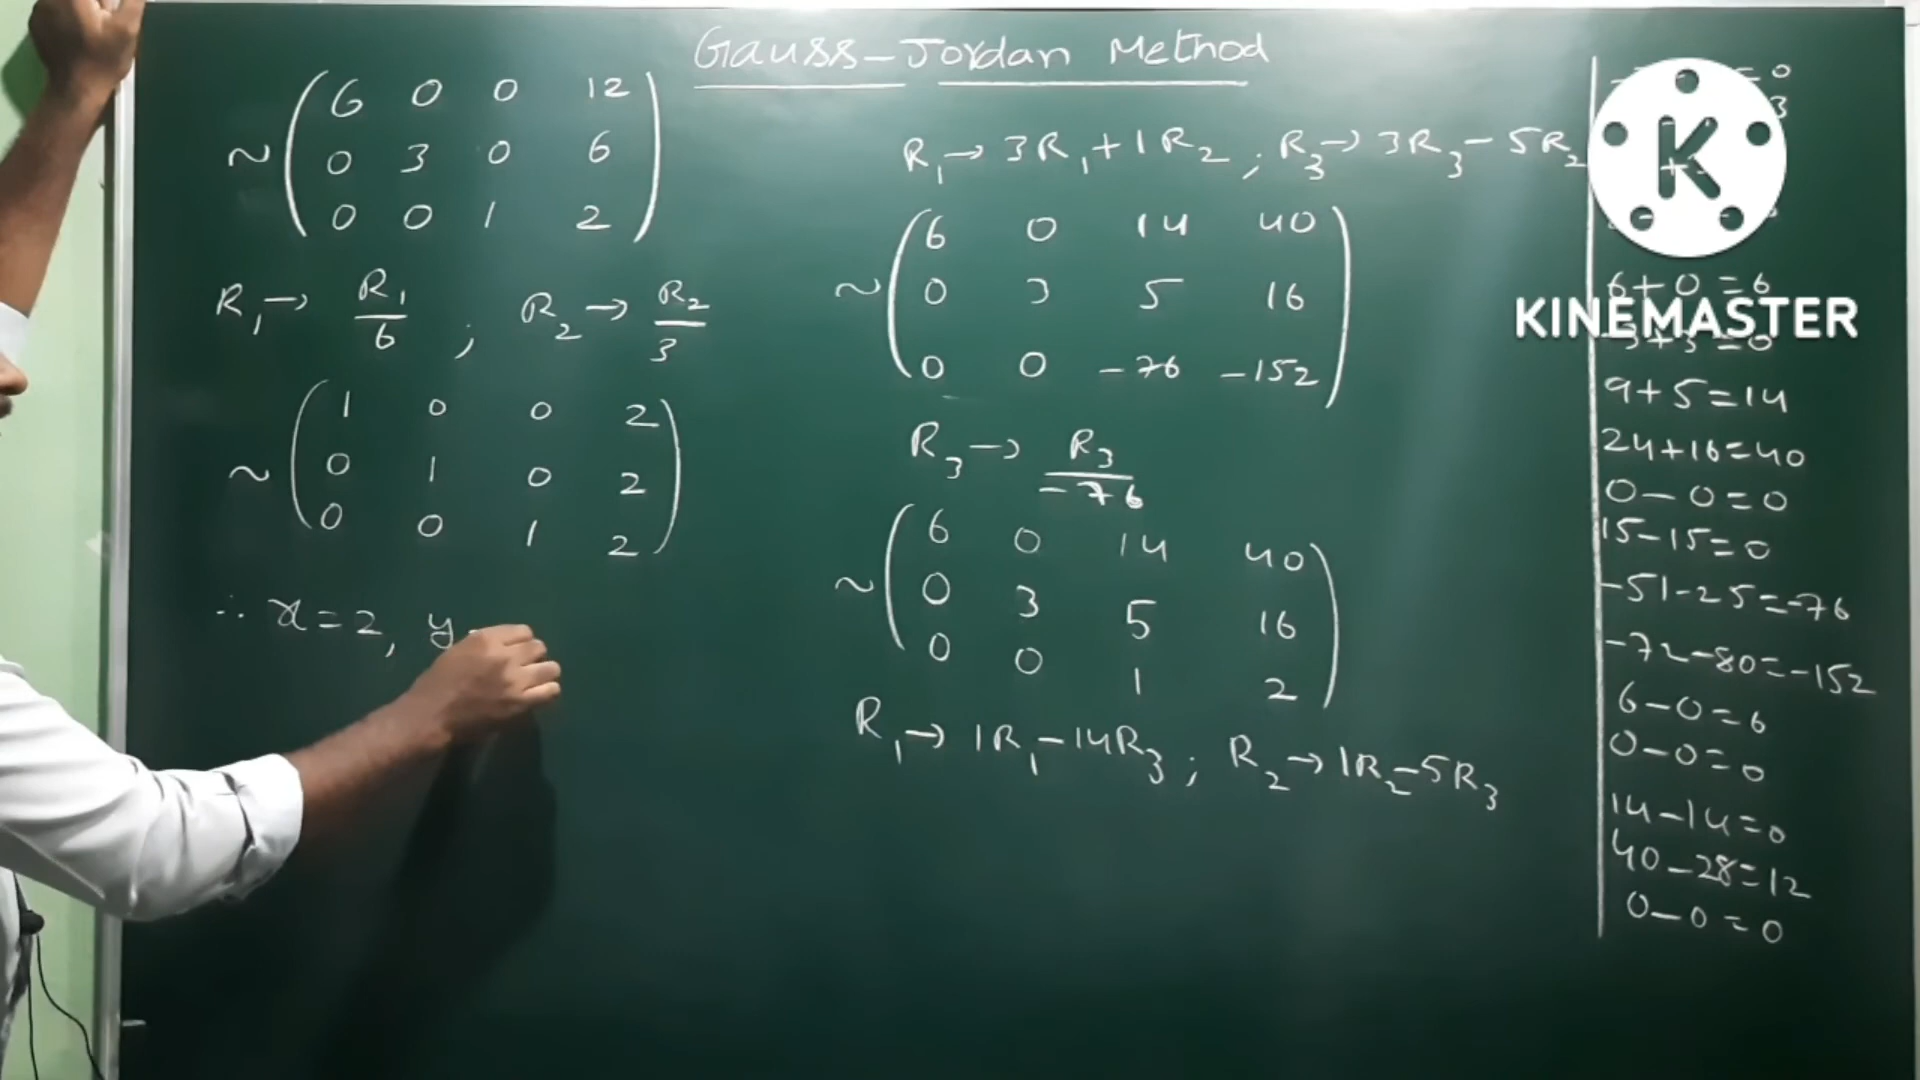 Gauss-Jordan Method
~ ( 6 0 0 12
0 3 0 6
0 0 1 2 )
R₁→ R₁/6 ; R₂→ R₂/3
~ ( 1 0 0 2
0 1 0 2
0 0 1 2 )
∴ x=2, y
R₁→ 3R₁+1R₂ ; R₃→ 3R₃-5R₂
~ ( 6 0 14 40
0 3 5 16
0 0 -76 -152 )
R₃→ R₃/-76
~ ( 6 0 14 40
0 3 5 16
0 0 1 2 )
R₁→ 1R₁-14R₃ ; R₂→ 1R₂-5R₃
6+0=6
-3+3=0
9+5=14
24+16=40
0-0=0
15-15=0
-51-25=-76
-72-80=-152
6-0=6
0-0=0
14-14=0
40-28=12
0-0=0
KINEMASTER